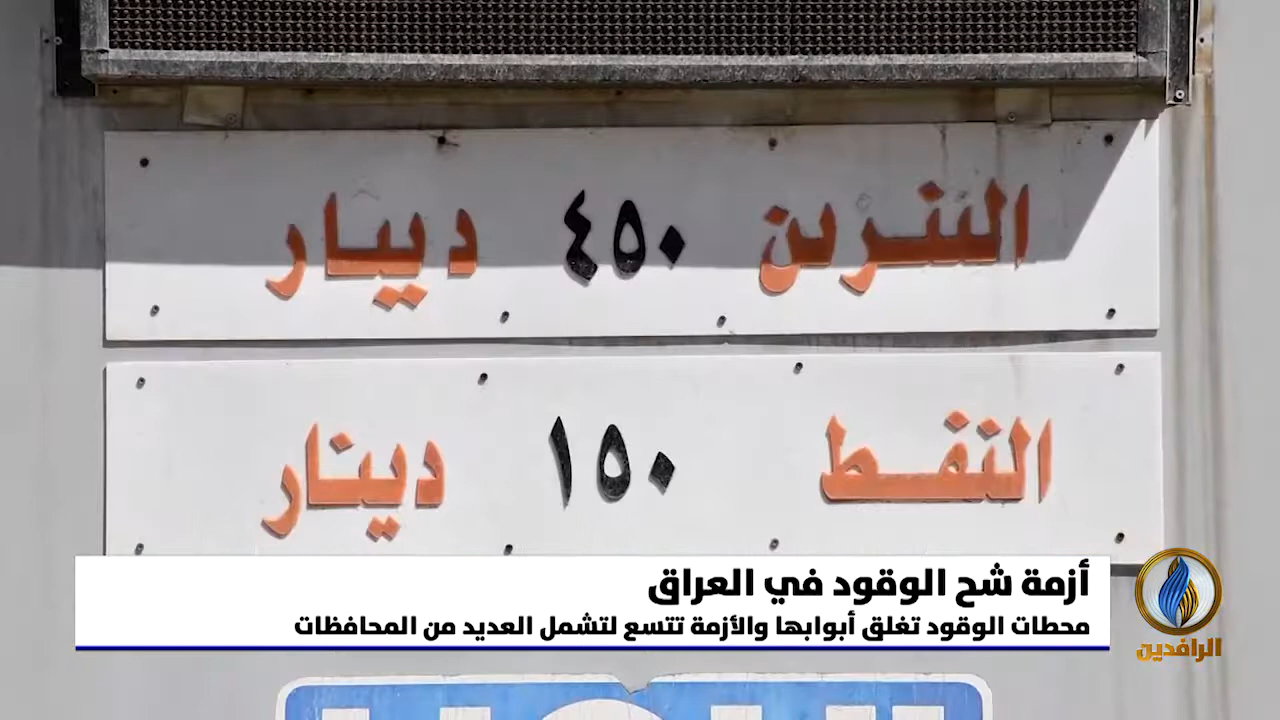 البنزين ٤٥٠ دينار
النفط ١٥٠ دينار
أزمة شح الوقود في العراق
محطات الوقود تغلق أبوابها والأزمة تتسع لتشمل العديد من المحافظات
الرافدين